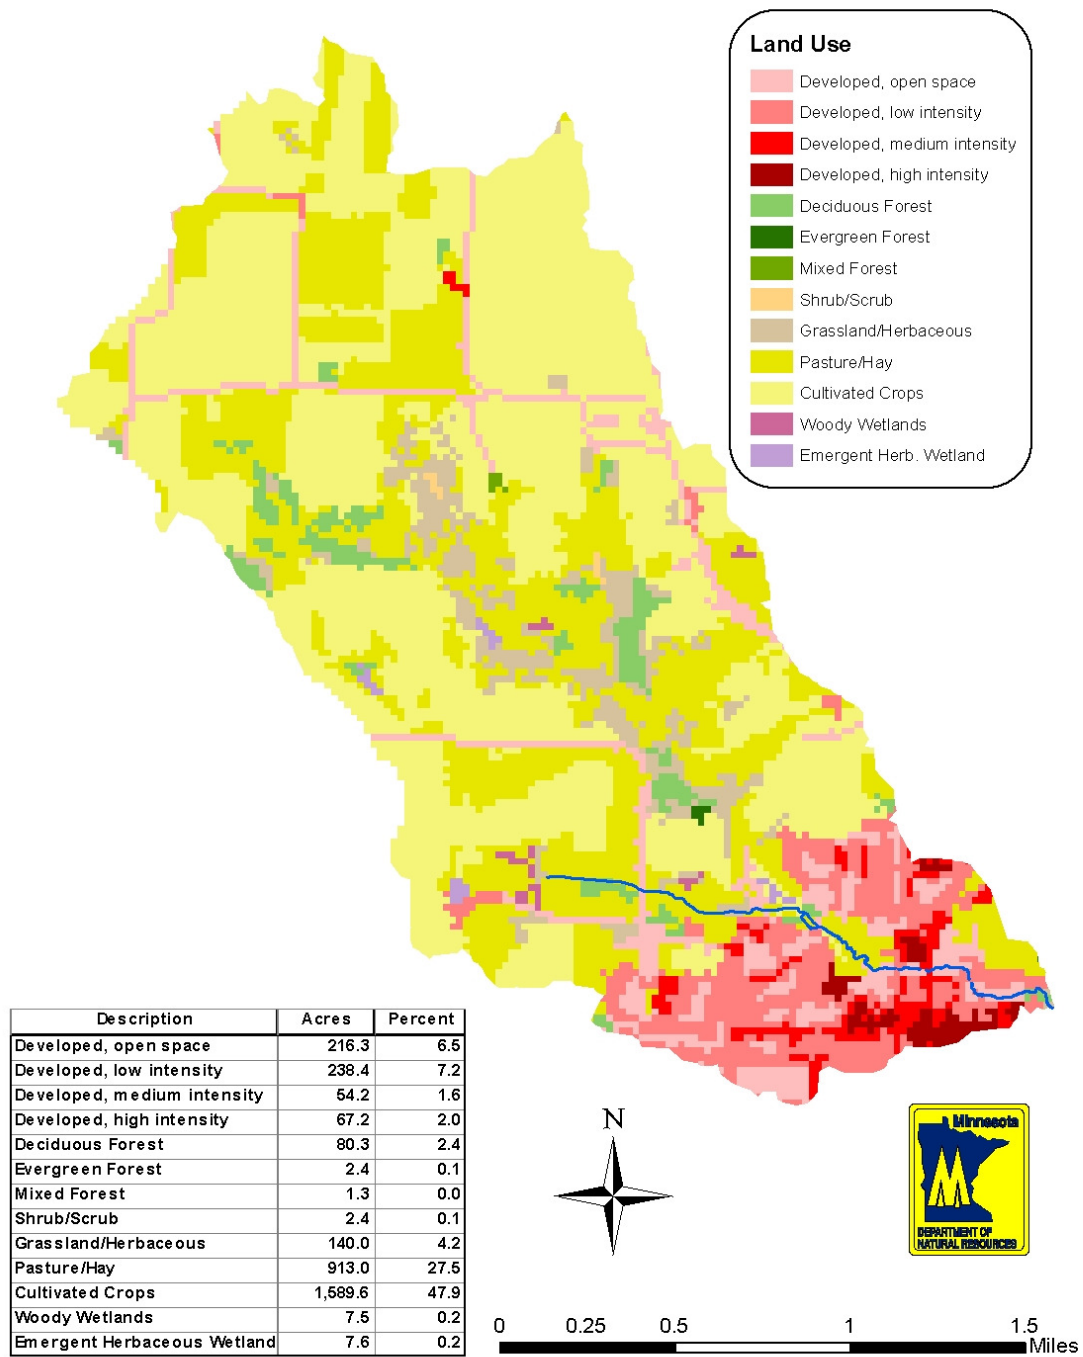 Land Use
Developed, open space
Developed, low intensity
Developed, medium intensity
Developed, high intensity
Deciduous Forest
Evergreen Forest
Mixed Forest
Shrub/Scrub
Grassland/Herbaceous
Pasture/Hay
Cultivated Crops
Woody Wetlands
Emergent Herb. Wetland
Description Acres Percent
Developed, open space 216.3 6.5
Developed, low intensity 238.4 7.2
Developed, medium intensity 54.2 1.6
Developed, high intensity 67.2 2.0
Deciduous Forest 80.3 2.4
Evergreen Forest 2.4 0.1
Mixed Forest 1.3 0.0
Shrub/Scrub 2.4 0.1
Grassland/Herbaceous 140.0 4.2
Pasture/Hay 913.0 27.5
Cultivated Crops 1,589.6 47.9
Woody Wetlands 7.5 0.2
Emergent Herbaceous Wetland 7.6 0.2
N
Minnesota
DEPARTMENT OF
NATURAL RESOURCES
0 0.25 0.5 1 1.5
Miles